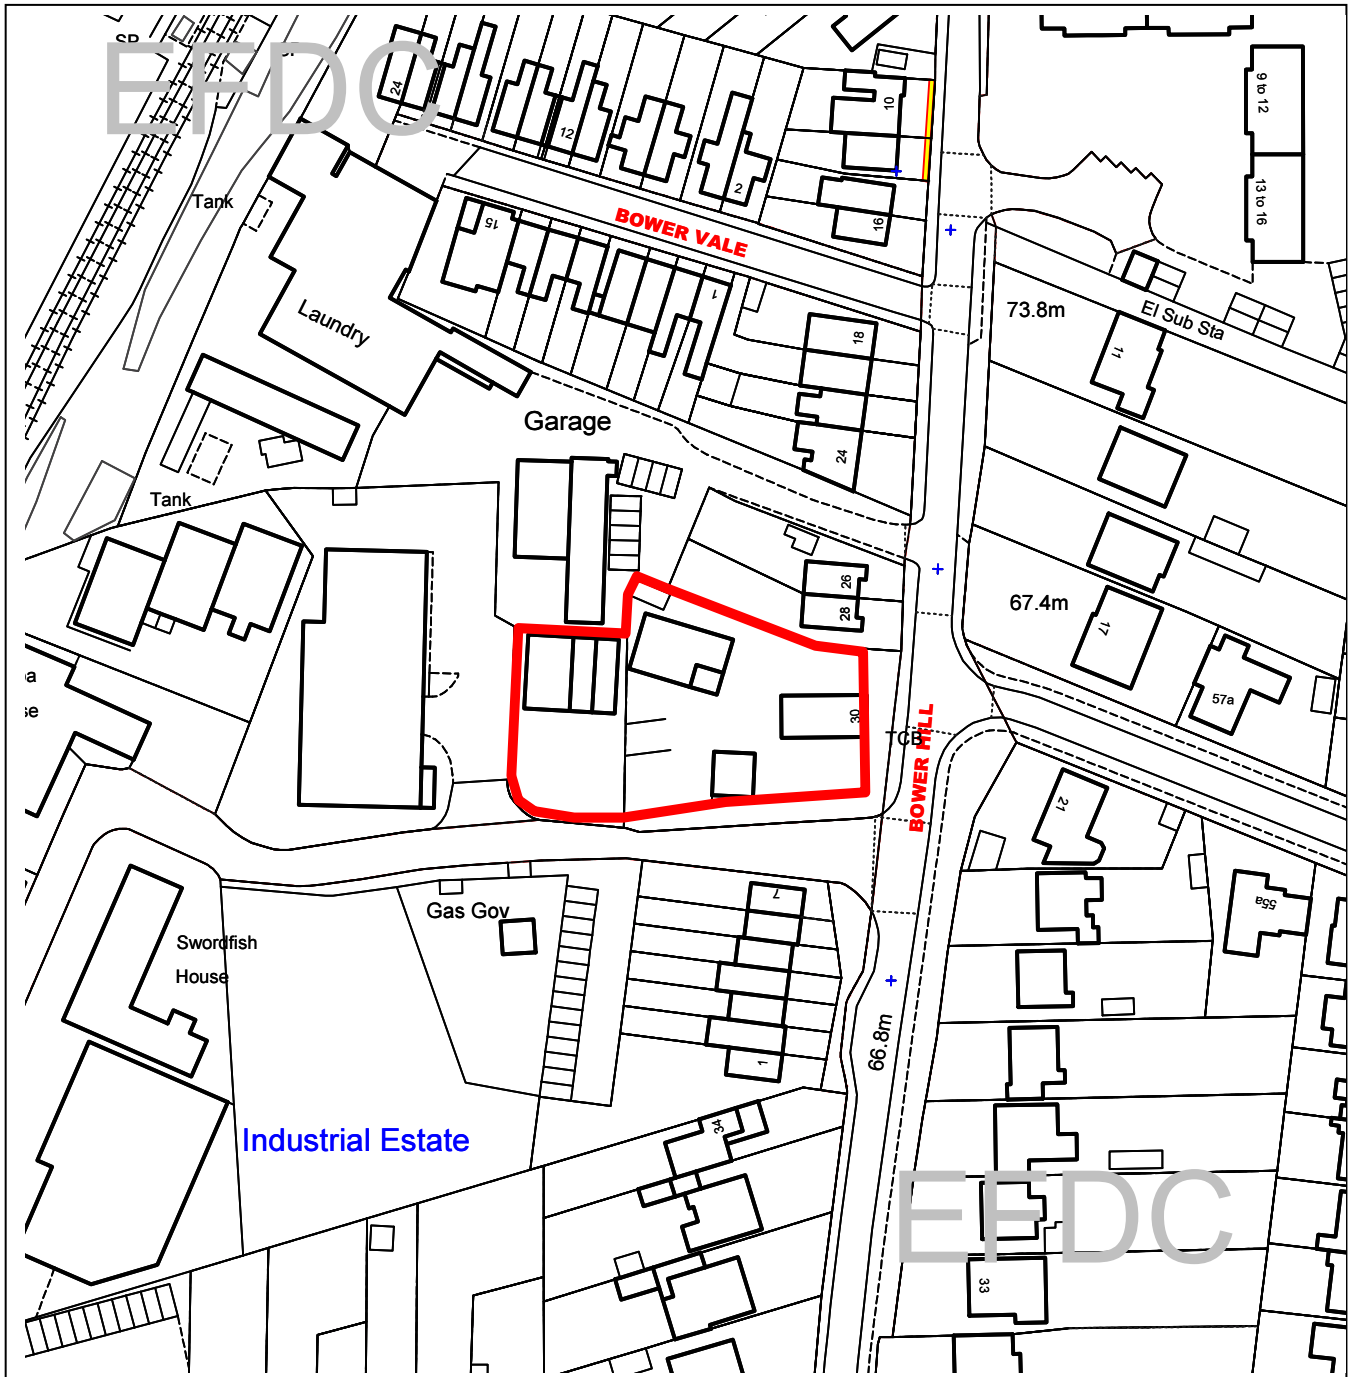 SP
EFDC
24
12
2
10
9 to 12
13 to 16
Tank
15
BOWER VALE
16
1
73.8m
El Sub Sta
Laundry
18
11
Garage
24
Tank
26
28
67.4m
17
57a
30
TCB
BOWER HILL
21
7
55a
Gas Gov
Swordfish
House
66.8m
1
Industrial Estate
34
EFDC
33